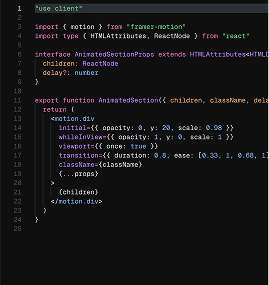 1 "use client"
2
3 import { motion } from "framer-motion"
4 import type { HTMLAttributes, ReactNode } from "react"
5
6 interface AnimatedSectionProps extends HTMLAttributes<HTMLD
7   children: ReactNode
8   delay?: number
9 }
10
11 export function AnimatedSection({ children, className, dela
12   return (
13     <motion.div
14       initial={{ opacity: 0, y: 20, scale: 0.98 }}
15       whileInView={{ opacity: 1, y: 0, scale: 1 }}
16       viewport={{ once: true }}
17       transition={{ duration: 0.8, ease: [0.33, 1, 0.68, 1]
18       className={className}
19       {...props}
20     >
21       {children}
22     </motion.div>
23   )
24 }
25